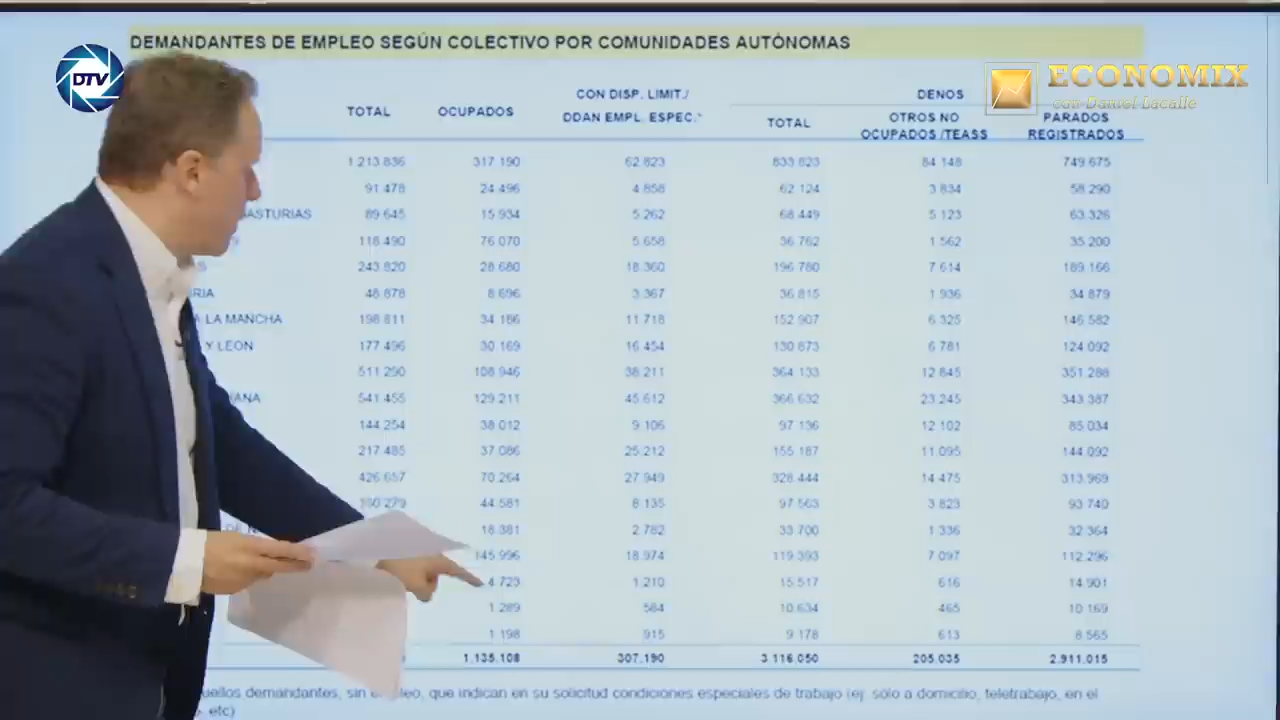 DEMANDANTES DE EMPLEO SEGÚN COLECTIVO POR COMUNIDADES AUTÓNOMAS
DTV
ECONOMIX
con Daniel Lacalle
CON DISP. LIMIT./ DENOS
TOTAL OCUPADOS DDAN EMPL. ESPEC.* TOTAL OTROS NO PARADOS
OCUPADOS /TEASS REGISTRADOS
1.213.836 317.190 62.823 833.823 84.148 749.675
91.478 24.496 4.858 62.124 3.834 58.290
ASTURIAS 89.645 15.934 5.262 68.449 5.123 63.326
118.490 76.070 5.658 36.762 1.562 35.200
243.820 28.680 18.360 196.780 7.614 189.166
RIA 48.878 8.696 3.367 36.815 1.936 34.879
A LA MANCHA 198.811 34.186 11.718 152.907 6.325 146.582
Y LEON 177.496 30.169 16.454 130.873 6.781 124.092
511.290 108.946 38.211 364.133 12.845 351.288
IANA 541.455 129.211 45.612 366.632 23.245 343.387
144.254 38.012 9.106 97.136 12.102 85.034
217.485 37.086 25.212 155.187 11.095 144.092
426.657 70.264 27.949 328.444 14.475 313.969
44.581 8.135 97.563 3.823 93.740
18.381 2.782 33.700 1.336 32.364
145.996 18.974 119.393 7.097 112.296
4.723 1.210 15.517 616 14.901
1.289 584 10.634 465 10.169
1.198 915 9.178 613 8.565
1.135.108 307.190 3.116.050 205.035 2.911.015
uellos demandantes, sin empleo, que indican en su solicitud condiciones especiales de trabajo (ej. sólo a domicilio, teletrabajo, en el
etc)